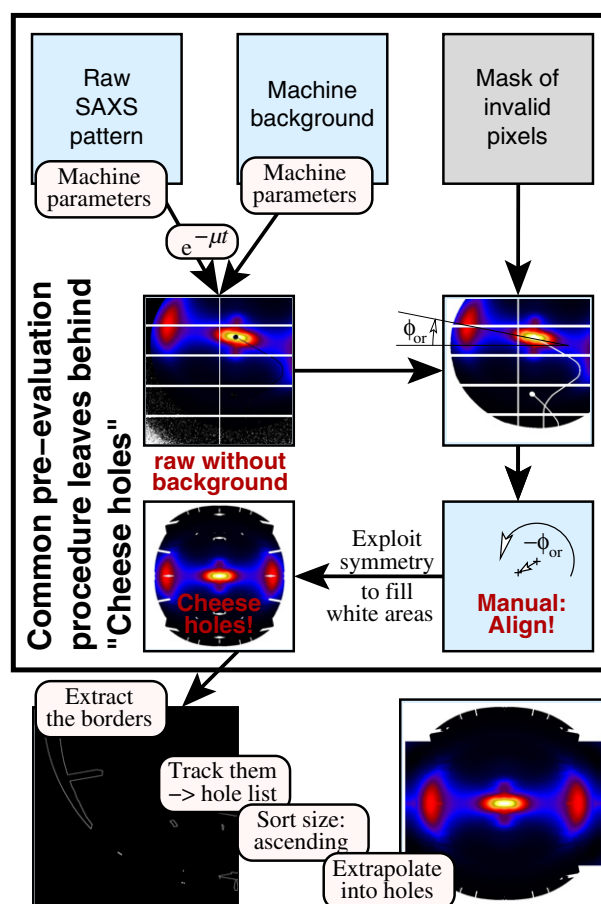 Raw
SAXS
pattern
Machine
parameters
Machine
background
Machine
parameters
Mask of
invalid
pixels
e−μt
ϕor
raw without
background
Common pre−evaluation
procedure leaves behind
"Cheese holes"
−ϕor
Manual:
Align!
Exploit
symmetry
to fill
white areas
Cheese
holes!
Extract
the borders
Track them
−> hole list
Sort size:
ascending
Extrapolate
into holes